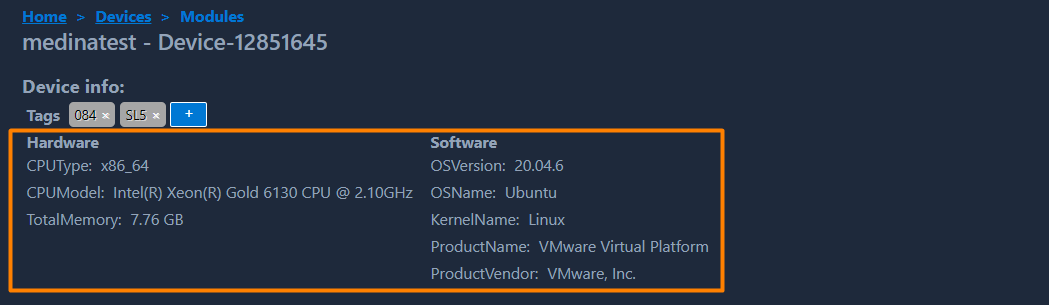 Home > Devices > Modules
medinatest - Device-12851645
Device info:
Tags 084 × SL5 × +
Hardware
CPUType: x86_64
CPUModel: Intel(R) Xeon(R) Gold 6130 CPU @ 2.10GHz
TotalMemory: 7.76 GB
Software
OSVersion: 20.04.6
OSName: Ubuntu
KernelName: Linux
ProductName: VMware Virtual Platform
ProductVendor: VMware, Inc.